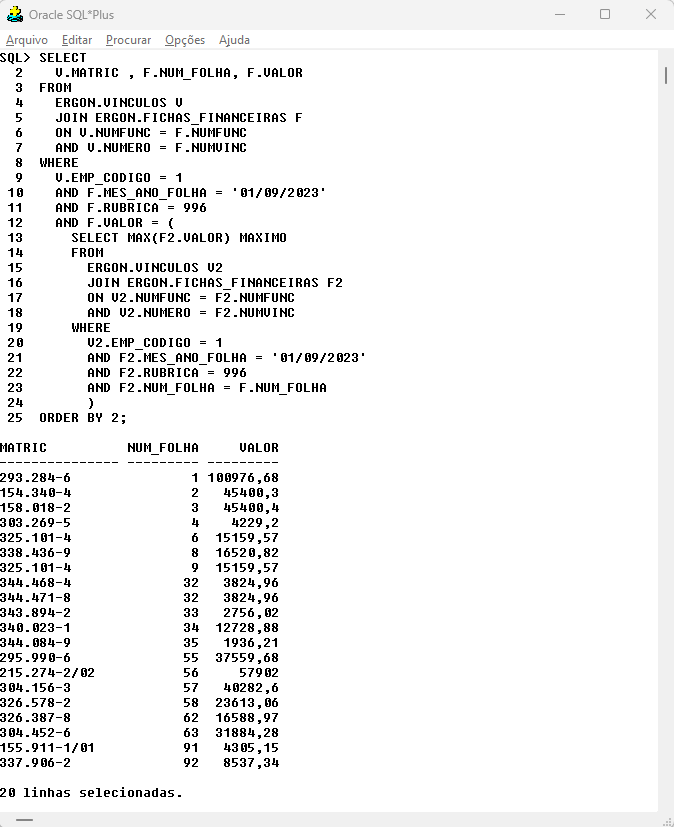 Oracle SQL*Plus
Arquivo Editar Procurar Opções Ajuda
SQL> SELECT
  2    V.MATRIC , F.NUM_FOLHA, F.VALOR
  3  FROM
  4    ERGON.VINCULOS V
  5    JOIN ERGON.FICHAS_FINANCEIRAS F
  6    ON V.NUMFUNC = F.NUMFUNC
  7    AND V.NUMERO = F.NUMVINC
  8  WHERE
  9    V.EMP_CODIGO = 1
 10    AND F.MES_ANO_FOLHA = '01/09/2023'
 11    AND F.RUBRICA = 996
 12    AND F.VALOR = (
 13      SELECT MAX(F2.VALOR) MAXIMO
 14      FROM
 15        ERGON.VINCULOS V2
 16        JOIN ERGON.FICHAS_FINANCEIRAS F2
 17        ON V2.NUMFUNC = F2.NUMFUNC
 18        AND V2.NUMERO = F2.NUMVINC
 19      WHERE
 20        V2.EMP_CODIGO = 1
 21        AND F2.MES_ANO_FOLHA = '01/09/2023'
 22        AND F2.RUBRICA = 996
 23        AND F2.NUM_FOLHA = F.NUM_FOLHA
 24        )
 25  ORDER BY 2;
MATRIC          NUM_FOLHA     VALOR
--------------- --------- ---------
293.284-6               1 100976,68
154.340-4               2   45400,3
158.018-2               3   45400,4
303.269-5               4    4229,2
325.101-4               6  15159,57
338.436-9               8  16520,82
325.101-4               9  15159,57
344.468-4              32   3824,96
344.471-8              32   3824,96
343.894-2              33   2756,02
340.023-1              34  12728,88
344.084-9              35   1936,21
295.990-6              55  37559,68
215.274-2/02           56     57902
304.156-3              57   40282,6
326.578-2              58  23613,06
326.387-8              62  16588,97
304.452-6              63  31884,28
155.911-1/01           91   4305,15
337.906-2              92   8537,34
20 linhas selecionadas.